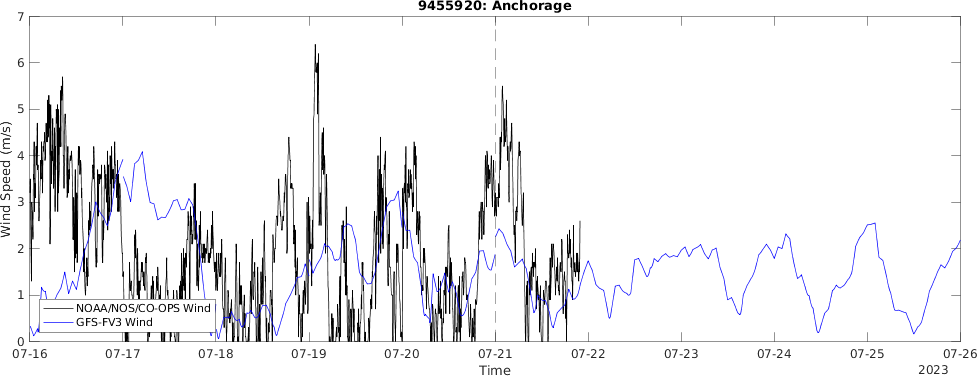 9455920: Anchorage
Wind Speed (m/s)
7
6
5
4
3
2
1
0
NOAA/NOS/CO-OPS Wind
GFS-FV3 Wind
07-16 07-17 07-18 07-19 07-20 07-21 07-22 07-23 07-24 07-25 07-26
Time
2023